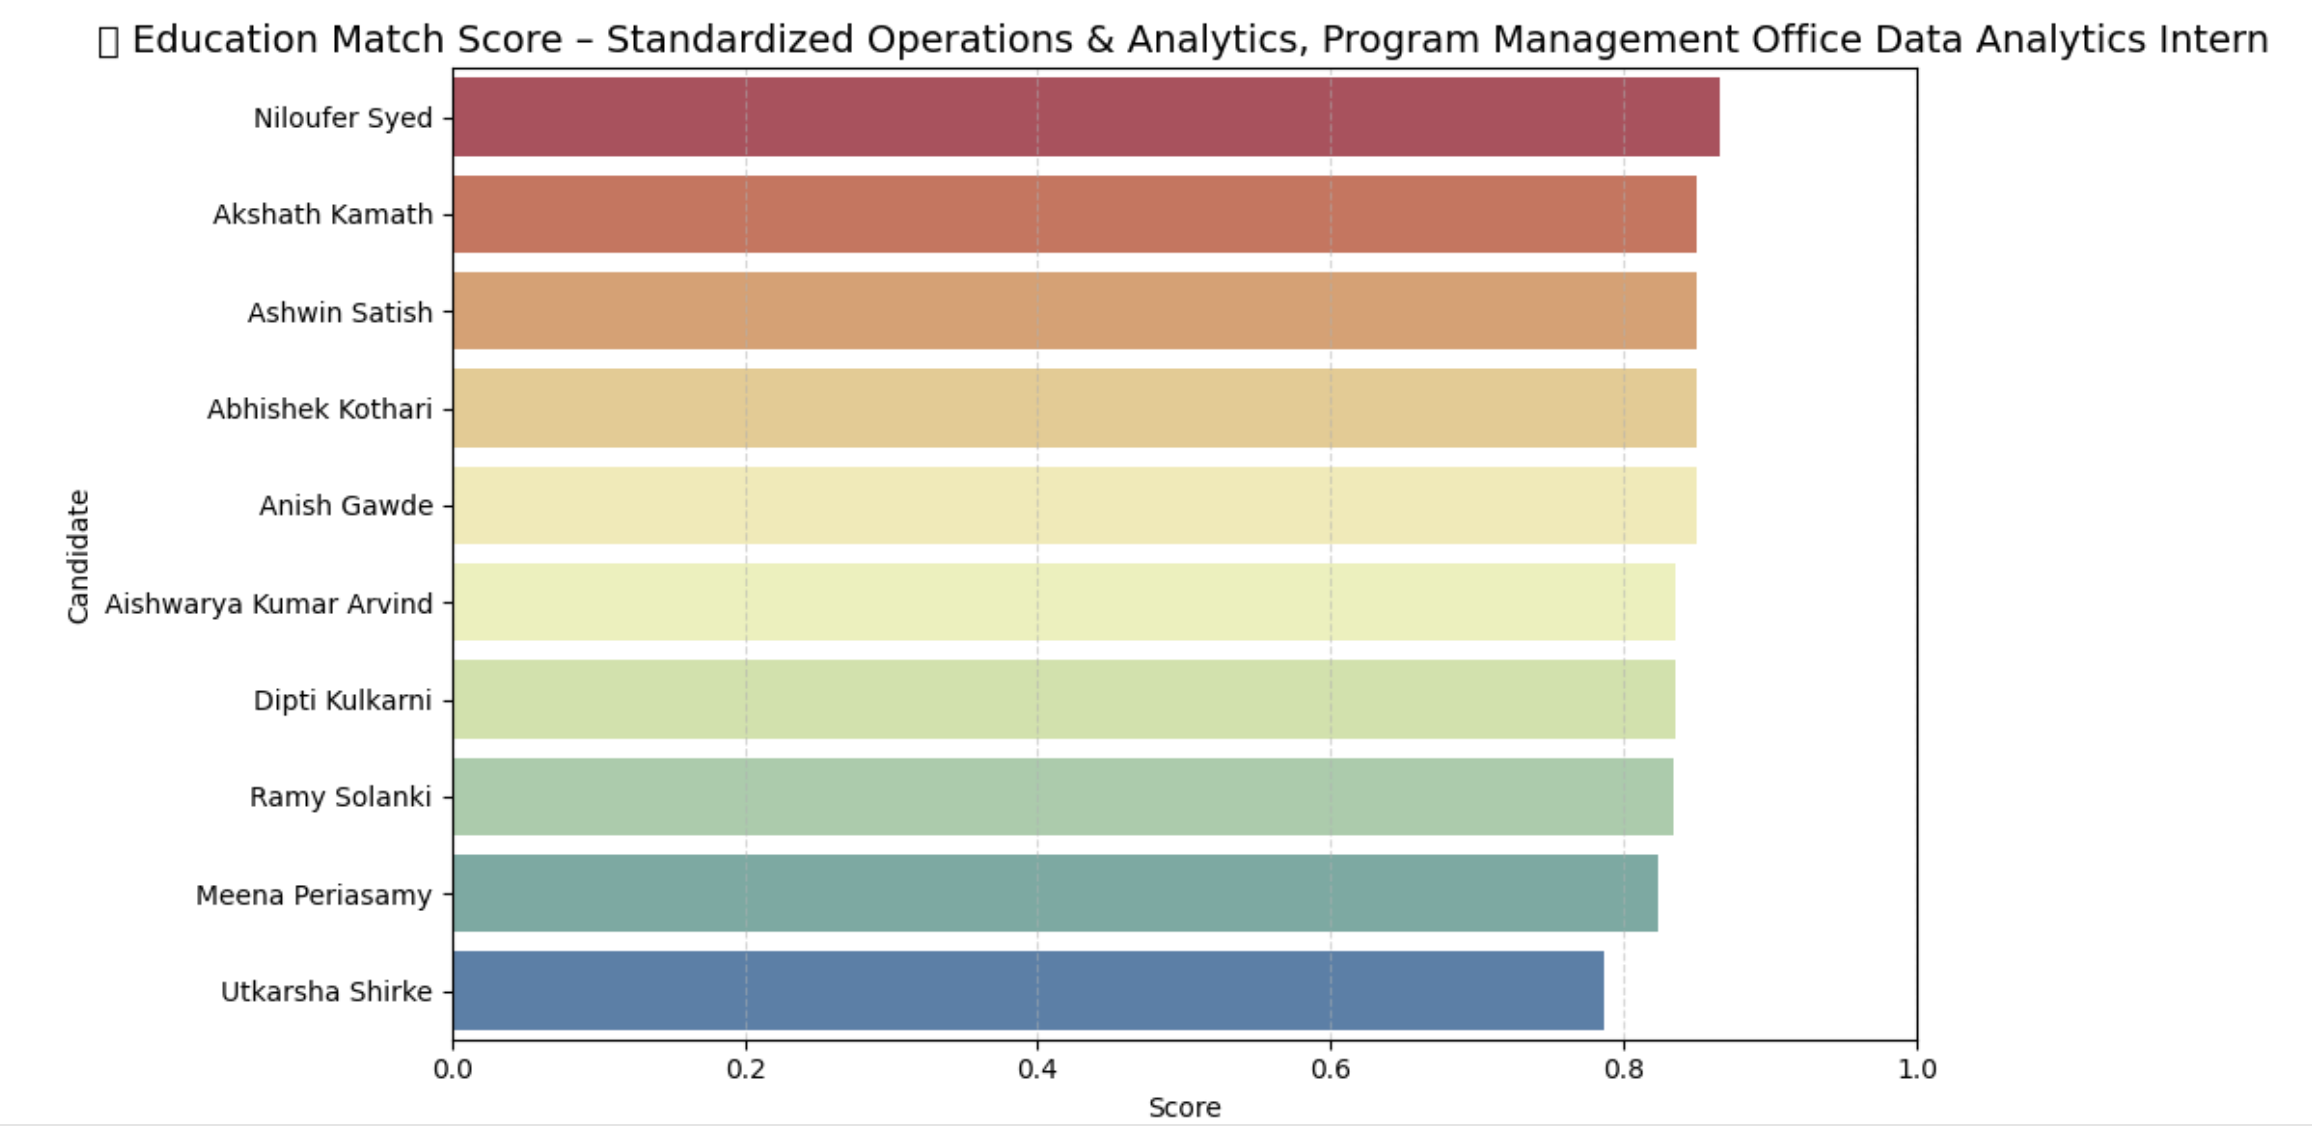 Education Match Score – Standardized Operations & Analytics, Program Management Office Data Analytics Intern
Niloufer Syed
Akshath Kamath
Ashwin Satish
Abhishek Kothari
Anish Gawde
Aishwarya Kumar Arvind
Dipti Kulkarni
Ramy Solanki
Meena Periasamy
Utkarsha Shirke
Candidate
0.0 0.2 0.4 0.6 0.8 1.0
Score